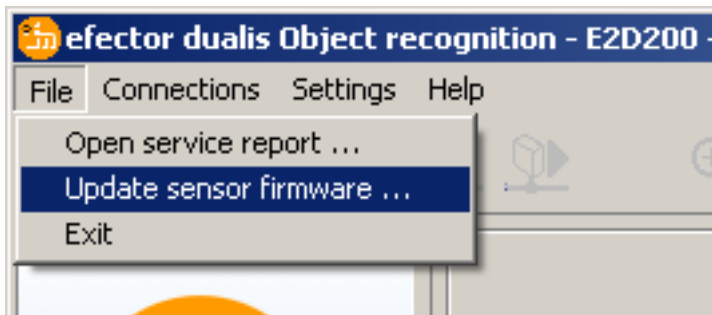 efector dualis Object recognition - E2D200 -
File Connections Settings Help
Open service report ...
Update sensor firmware ...
Exit